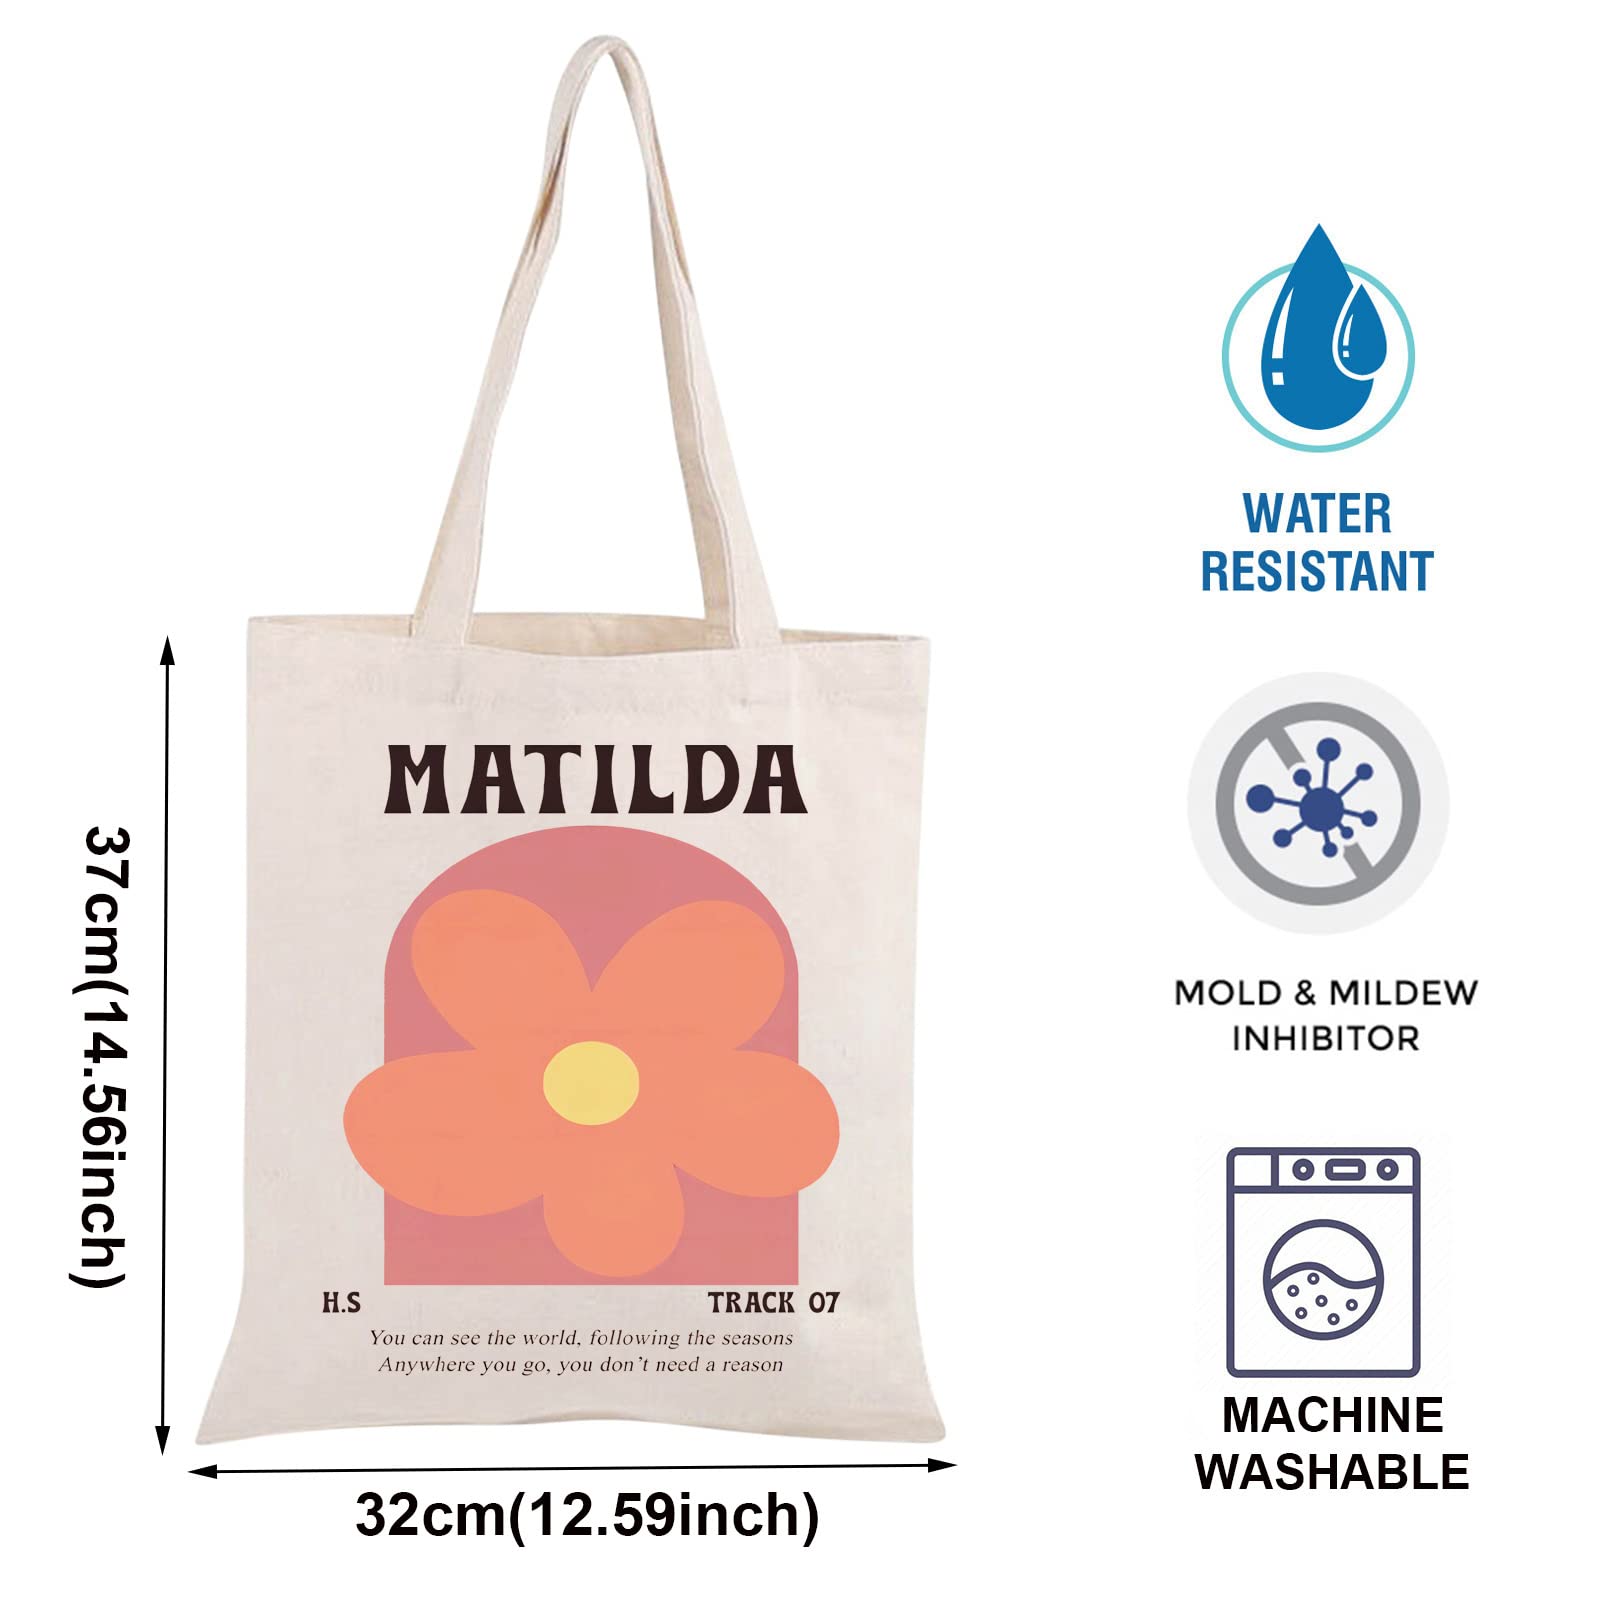 MATILDA
H.S
TRACK 07
You can see the world, following the seasons
Anywhere you go, you don't need a reason
37cm(14.56inch)
32cm(12.59inch)
WATER
RESISTANT
MOLD & MILDEW
INHIBITOR
MACHINE
WASHABLE